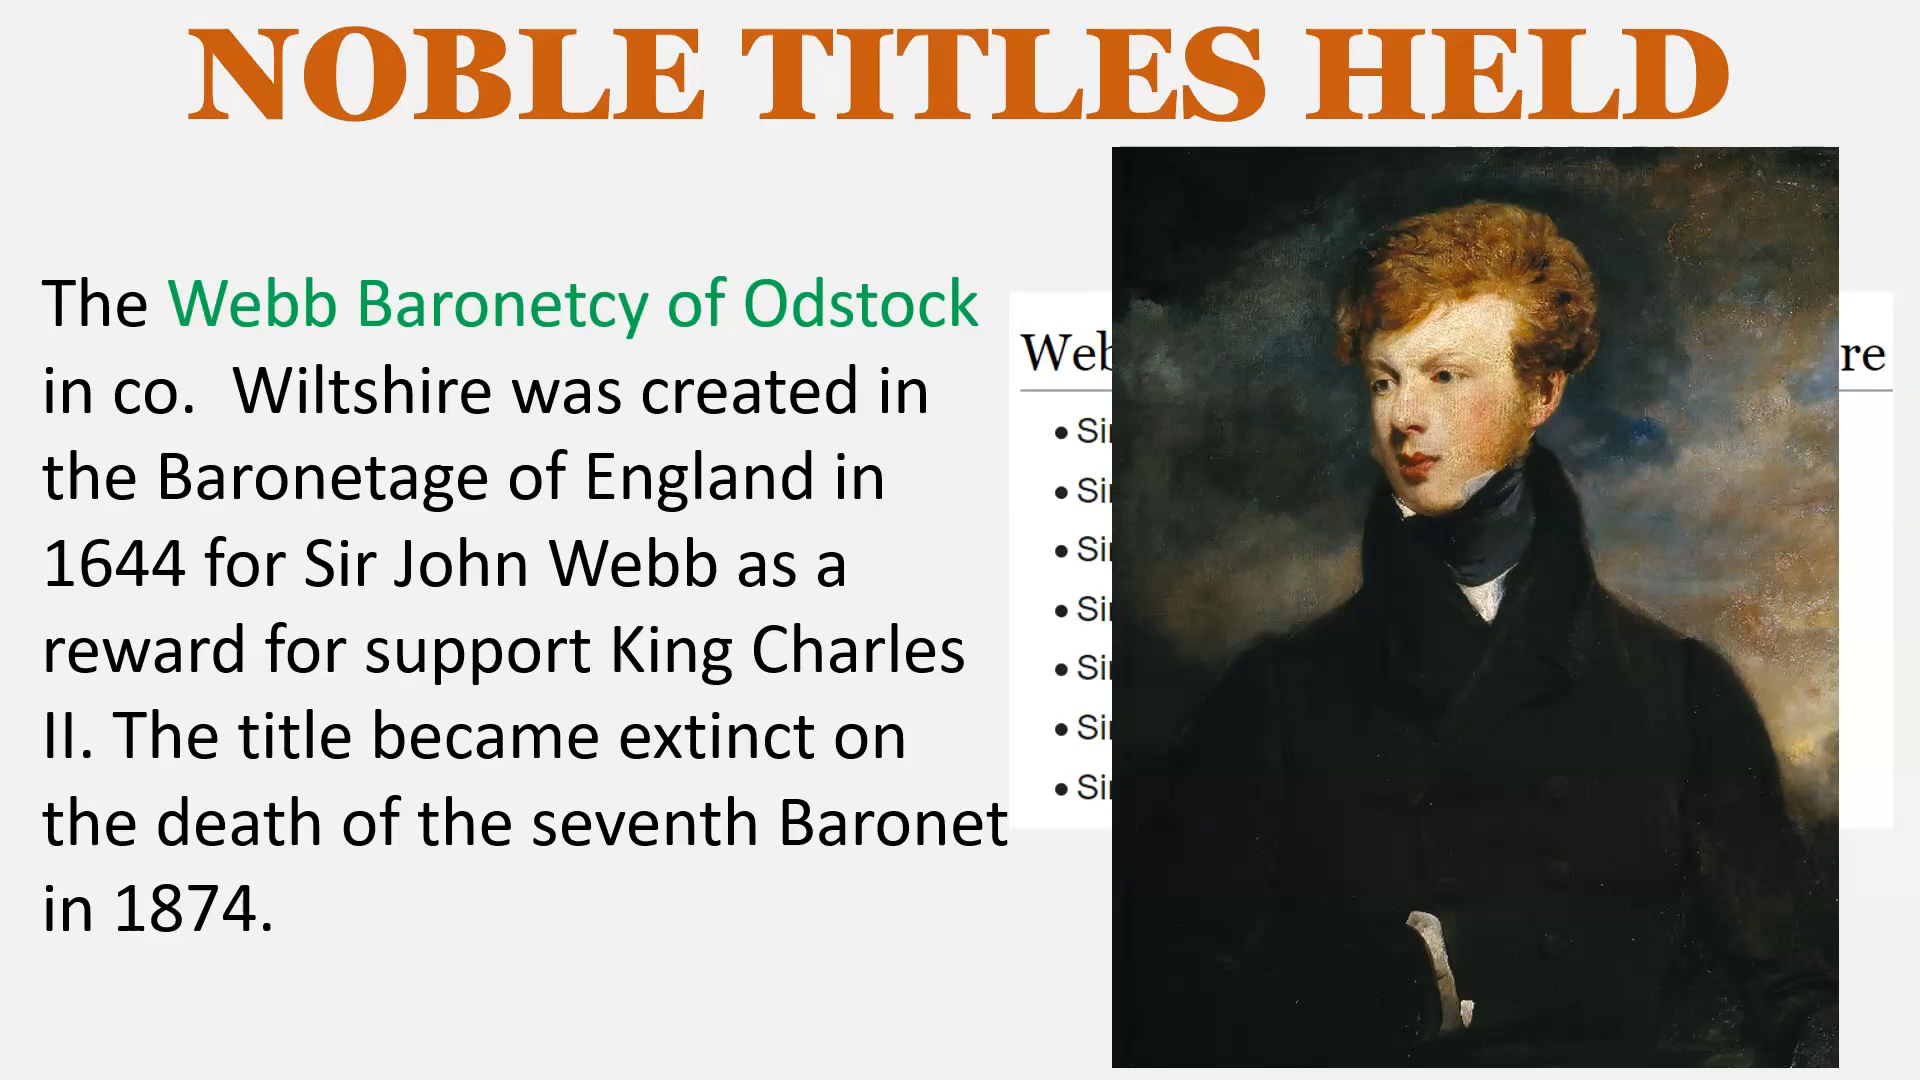 NOBLE TITLES HELD
The Webb Baronetcy of Odstock
in co.  Wiltshire was created in
the Baronetage of England in
1644 for Sir John Webb as a
reward for support King Charles
II. The title became extinct on
the death of the seventh Baronet
in 1874.